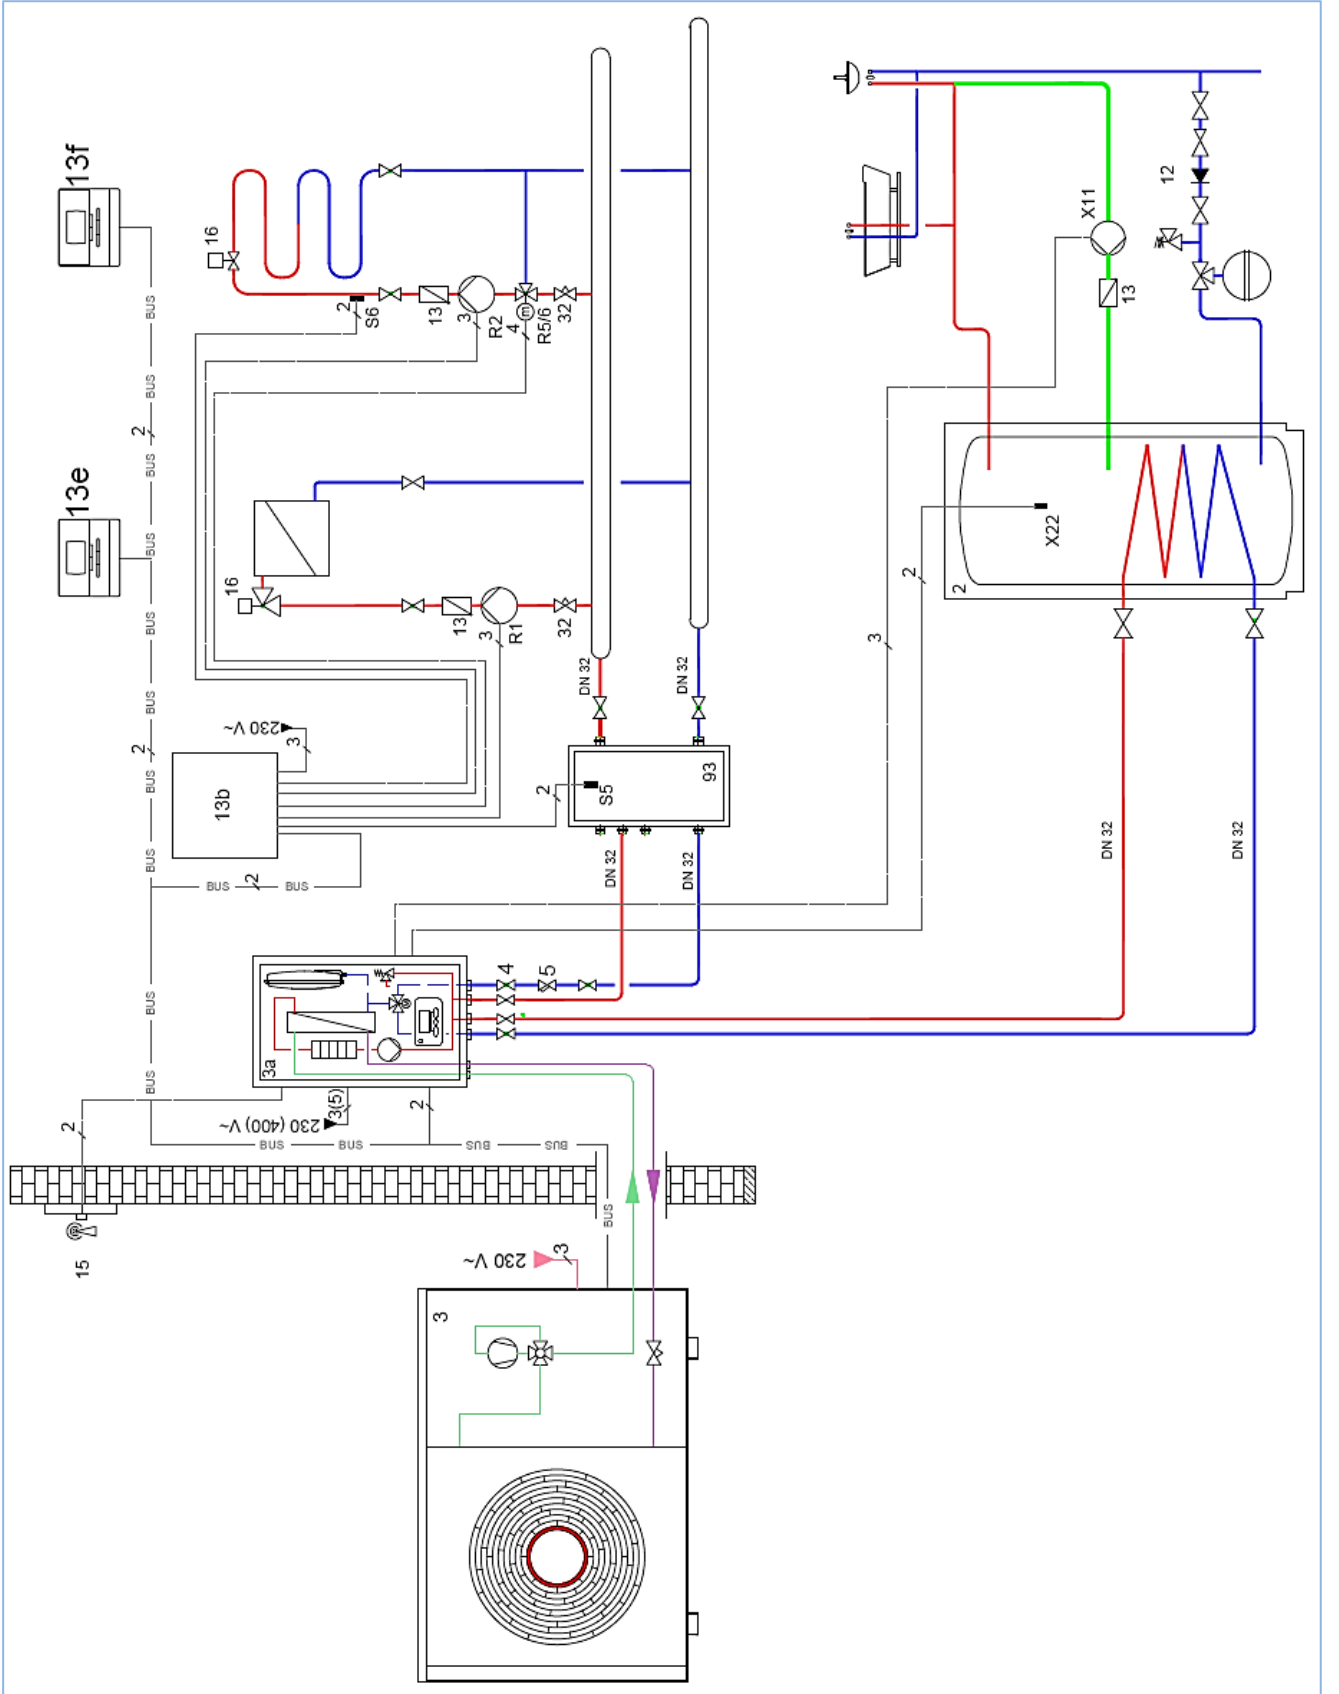 13f
16
12
X11
BUS
2
S6
13
3
R2
4
R5/6
32
13
BUS
2
13e
BUS
BUS
X22
2
16
13
3
R1
32
2
BUS
3
DN 32
DN 32
BUS
2
230 V~
3
BUS
13b
2
S5
93
BUS
DN 32
DN 32
DN 32
DN 32
BUS
2
BUS
4
5
BUS
3a
BUS
2
230 (400) V~
3(5)
2
BUS
BUS
BUS
BUS
BUS
15
230 V~
3
3